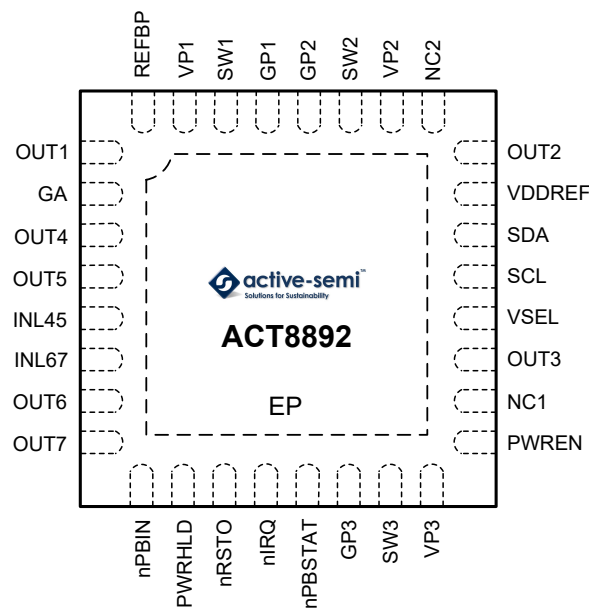 REFBP
VP1
SW1
GP1
GP2
SW2
VP2
NC2
OUT1
GA
OUT4
OUT5
INL45
INL67
OUT6
OUT7
OUT2
VDDREF
SDA
SCL
VSEL
OUT3
NC1
PWREN
active-semi™
Solutions for Sustainability
ACT8892
EP
nPBIN
PWRHLD
nRSTO
nIRQ
nPBSTAT
GP3
SW3
VP3